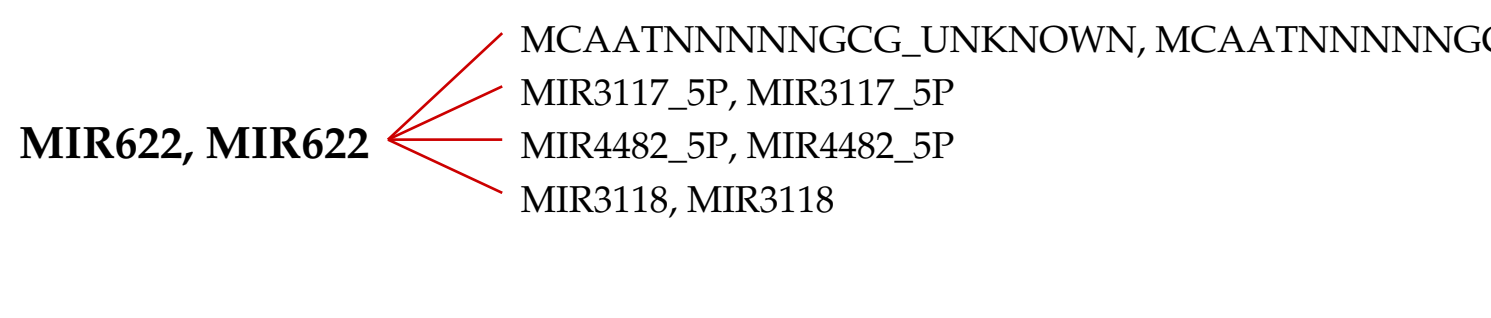 MIR622, MIR622
MCAATNNNNNGCG_UNKNOWN, MCAATNNNNNGC
MIR3117_5P, MIR3117_5P
MIR4482_5P, MIR4482_5P
MIR3118, MIR3118